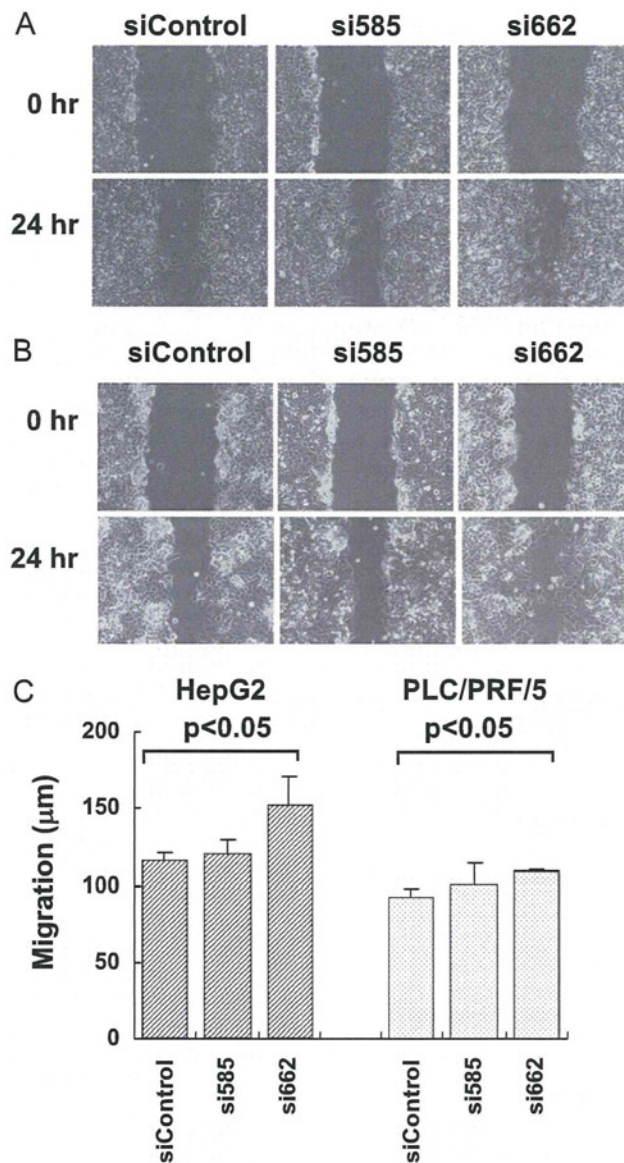 A
siControl si585 si662
0 hr
24 hr
B
siControl si585 si662
0 hr
24 hr
C
HepG2 PLC/PRF/5
p<0.05 p<0.05
200
150
100
50
0
Migration (μm)
siControl si585 si662 siControl si585 si662